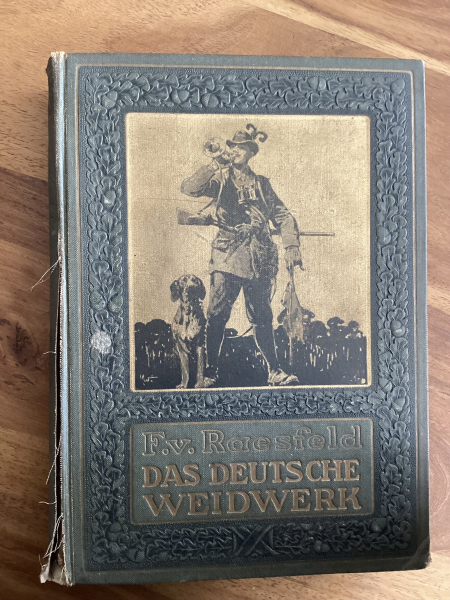 F.v. Raesfeld
DAS DEUTSCHE
WEIDWERK